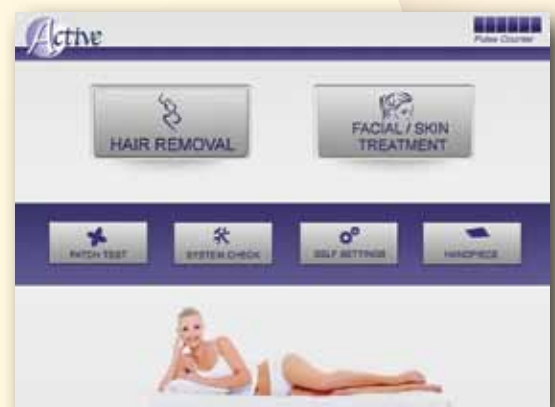 Active
Pulse Counter
HAIR REMOVAL
FACIAL / SKIN
TREATMENT
PATCH TEST
SYSTEM CHECK
SELF SETTINGS
HANDPIECE